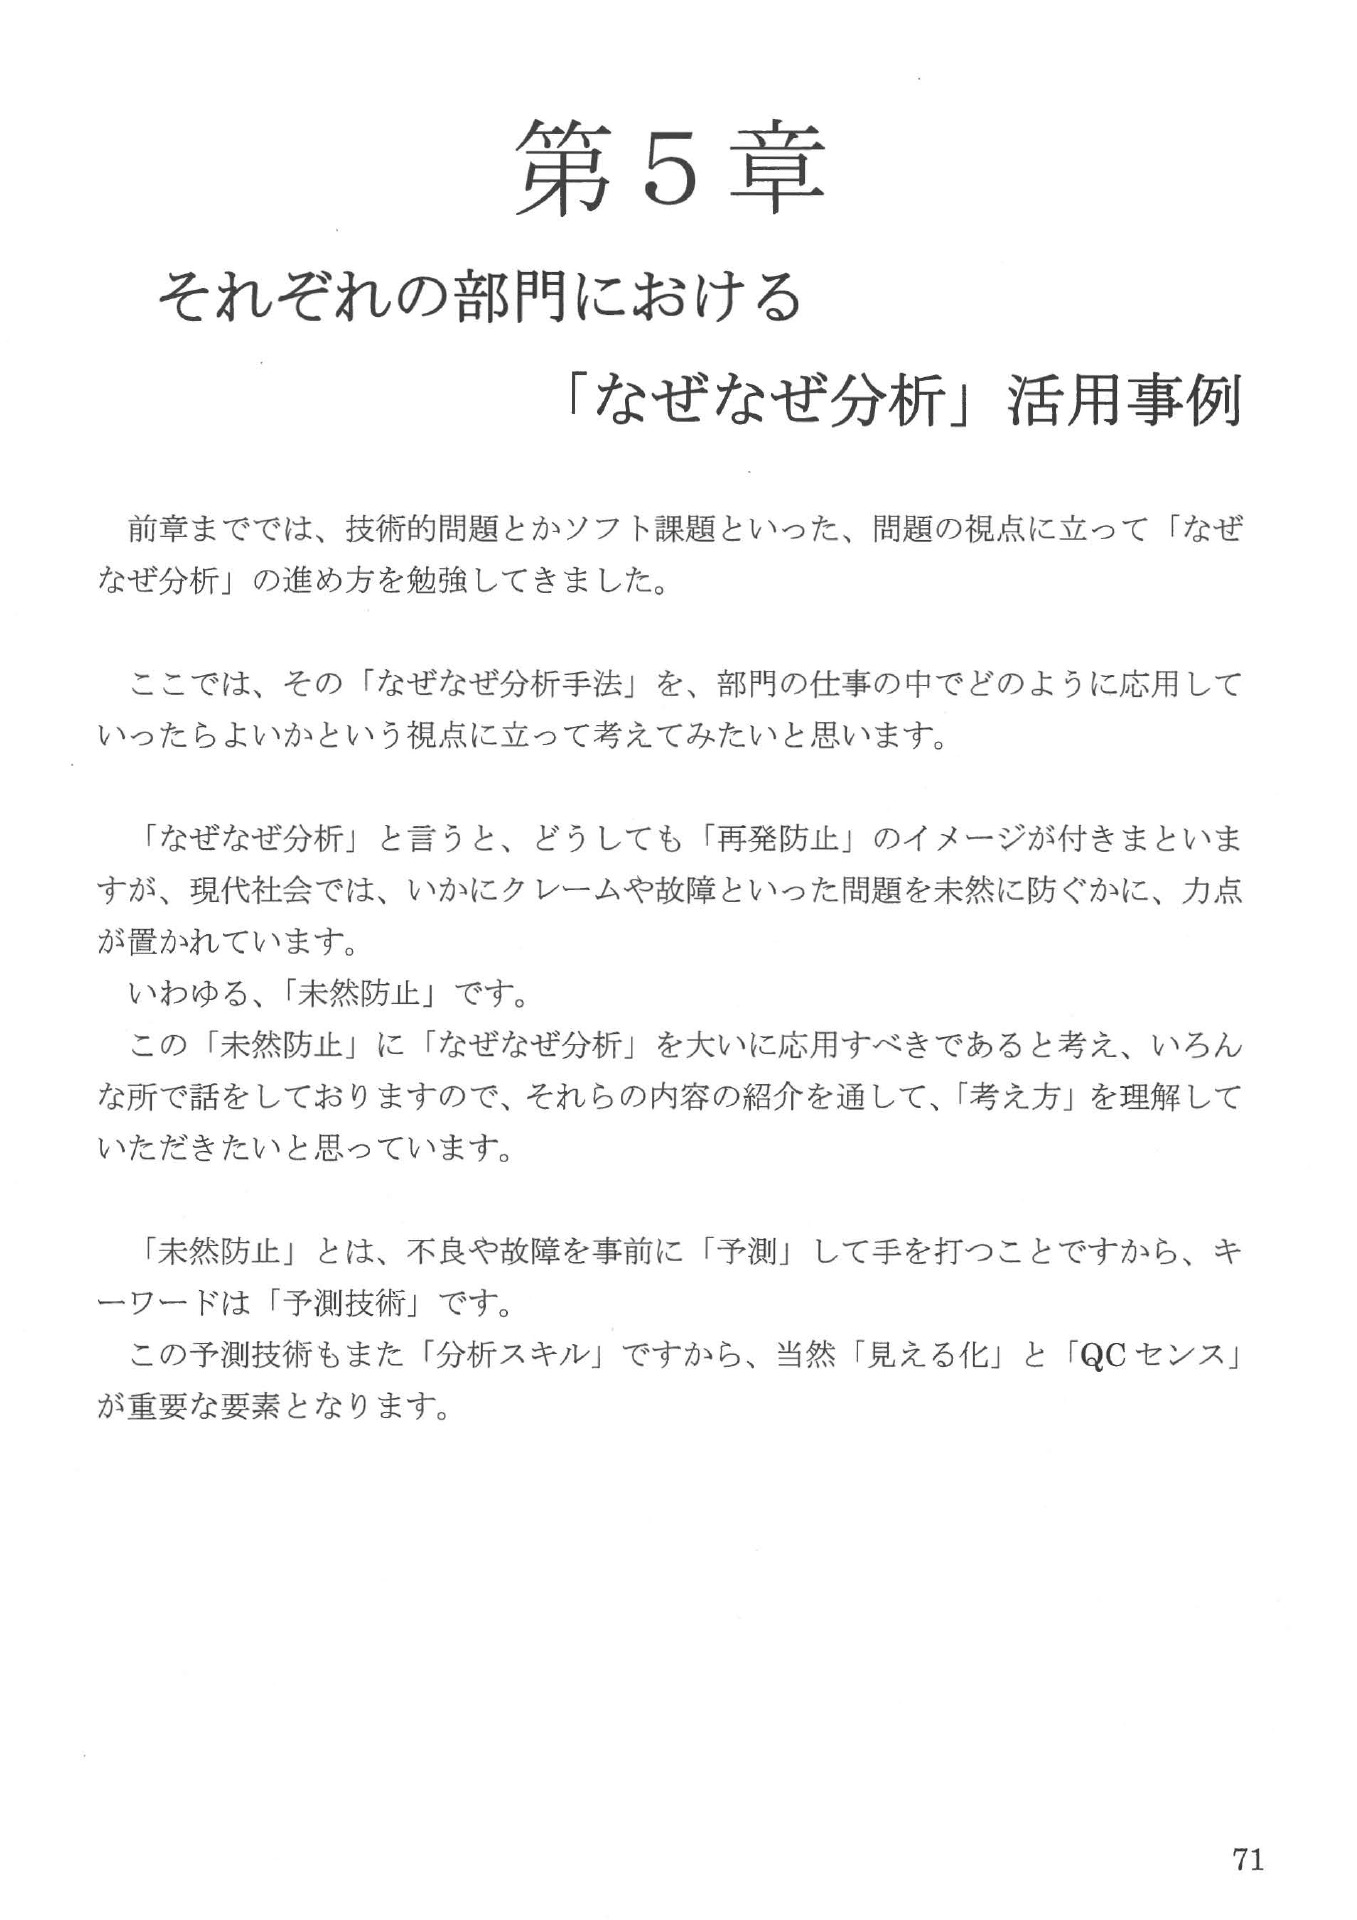 第５章
それぞれの部門における
「なぜなぜ分析」活用事例
前章まででは、技術的問題とかソフト課題といった、問題の視点に立って「なぜ
なぜ分析」の進め方を勉強してきました。
ここでは、その「なぜなぜ分析手法」を、部門の仕事の中でどのように応用して
いったらよいかという視点に立って考えてみたいと思います。
「なぜなぜ分析」と言うと、どうしても「再発防止」のイメージが付きまといま
すが、現代社会では、いかにクレームや故障といった問題を未然に防ぐかに、力点
が置かれています。
いわゆる、「未然防止」です。
この「未然防止」に「なぜなぜ分析」を大いに応用すべきであると考え、いろん
な所で話をしておりますので、それらの内容の紹介を通して、「考え方」を理解して
いただきたいと思っています。
「未然防止」とは、不良や故障を事前に「予測」して手を打つことですから、キ
ーワードは「予測技術」です。
この予測技術もまた「分析スキル」ですから、当然「見える化」と「QC センス」
が重要な要素となります。
71